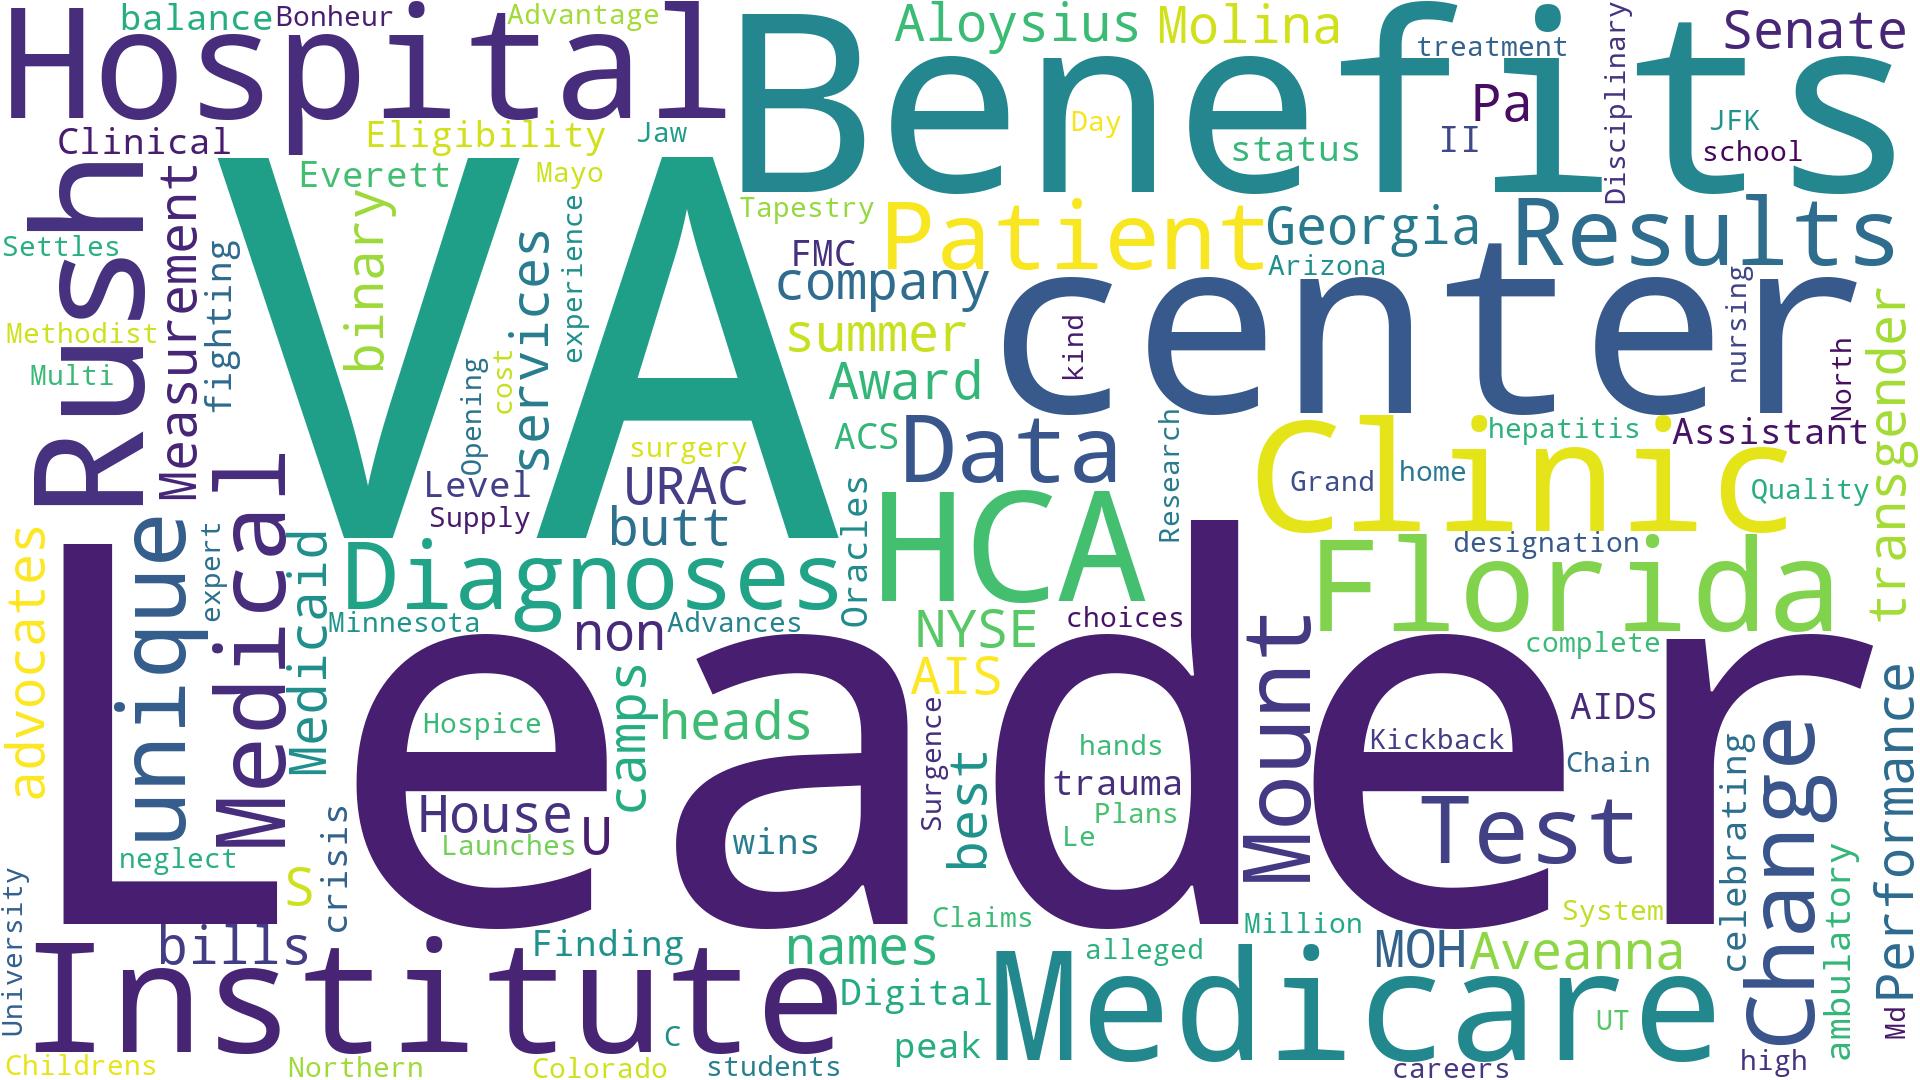 Hospital
balance
Bonheur
Advantage
Benefits
Aloysius
Molina
treatment
Disciplinary
Senate
Pa
II
JFK
school
Day
status
Clinical
Eligibility
Jaw
Everett
Mayo
Rush
Measurement
Settles
fighting
Methodist
Multi
VA
binary
experience
services
Opening
cost
Tapestry
FMC
Patient
Georgia
Arizona
Results
company
center
summer
kind
nursing
North
transgender
Award
ACS
Data
Research
Clinic
hepatitis
Assistant
Grand
home
Quality
surgery
Level
URAC
Supply
butt
Oracles
HCA
designation
Florida
advocates
unique
expert
Medical
Medicaid
Diagnoses
Minnesota
non
Advances
NYSE
choices
complete
AIS
Leader
Hospice
camps
heads
Surgence
best
hands
trauma
Plans
Le
Mount
Kickback
AIDS
Chain
Test
House
U
Launches
wins
neglect
S
crisis
celebrating
Change
Performance
ambulatory
University
Claims
Million
System
bills
Finding
names
alleged
MOH
Aveanna
Institute
Digital
Medicare
UT
Md
C
peak
high
Childrens
Northern
Colorado
students
careers